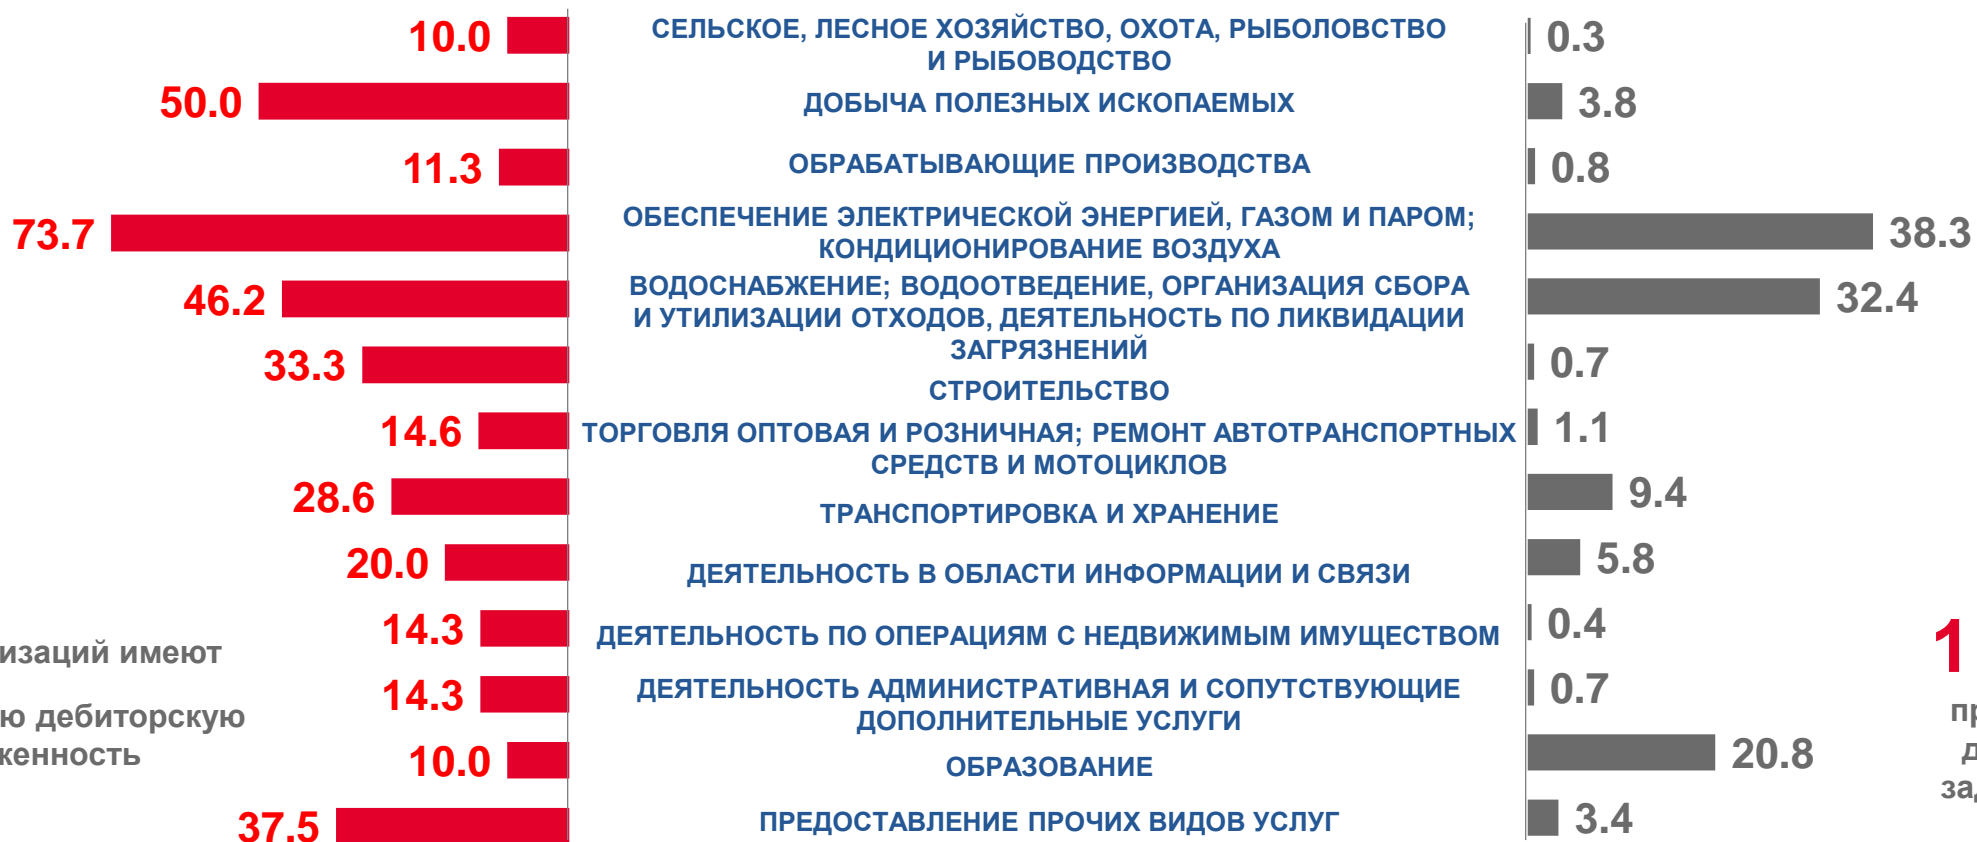 10.0
СЕЛЬСКОЕ, ЛЕСНОЕ ХОЗЯЙСТВО, ОХОТА, РЫБОЛОВСТВО
И РЫБОВОДСТВО
0.3
50.0
ДОБЫЧА ПОЛЕЗНЫХ ИСКОПАЕМЫХ
3.8
11.3
ОБРАБАТЫВАЮЩИЕ ПРОИЗВОДСТВА
0.8
73.7
ОБЕСПЕЧЕНИЕ ЭЛЕКТРИЧЕСКОЙ ЭНЕРГИЕЙ, ГАЗОМ И ПАРОМ;
КОНДИЦИОНИРОВАНИЕ ВОЗДУХА
38.3
46.2
ВОДОСНАБЖЕНИЕ; ВОДООТВЕДЕНИЕ, ОРГАНИЗАЦИЯ СБОРА
И УТИЛИЗАЦИИ ОТХОДОВ, ДЕЯТЕЛЬНОСТЬ ПО ЛИКВИДАЦИИ
ЗАГРЯЗНЕНИЙ
32.4
33.3
СТРОИТЕЛЬСТВО
0.7
14.6
ТОРГОВЛЯ ОПТОВАЯ И РОЗНИЧНАЯ; РЕМОНТ АВТОТРАНСПОРТНЫХ
СРЕДСТВ И МОТОЦИКЛОВ
1.1
28.6
ТРАНСПОРТИРОВКА И ХРАНЕНИЕ
9.4
20.0
ДЕЯТЕЛЬНОСТЬ В ОБЛАСТИ ИНФОРМАЦИИ И СВЯЗИ
5.8
14.3
ДЕЯТЕЛЬНОСТЬ ПО ОПЕРАЦИЯМ С НЕДВИЖИМЫМ ИМУЩЕСТВОМ
0.4
14.3
ДЕЯТЕЛЬНОСТЬ АДМИНИСТРАТИВНАЯ И СОПУТСТВУЮЩИЕ
ДОПОЛНИТЕЛЬНЫЕ УСЛУГИ
0.7
10.0
ОБРАЗОВАНИЕ
20.8
37.5
ПРЕДОСТАВЛЕНИЕ ПРОЧИХ ВИДОВ УСЛУГ
3.4
изаций имеют
ю дебиторскую
женность
1
пр
д
зад